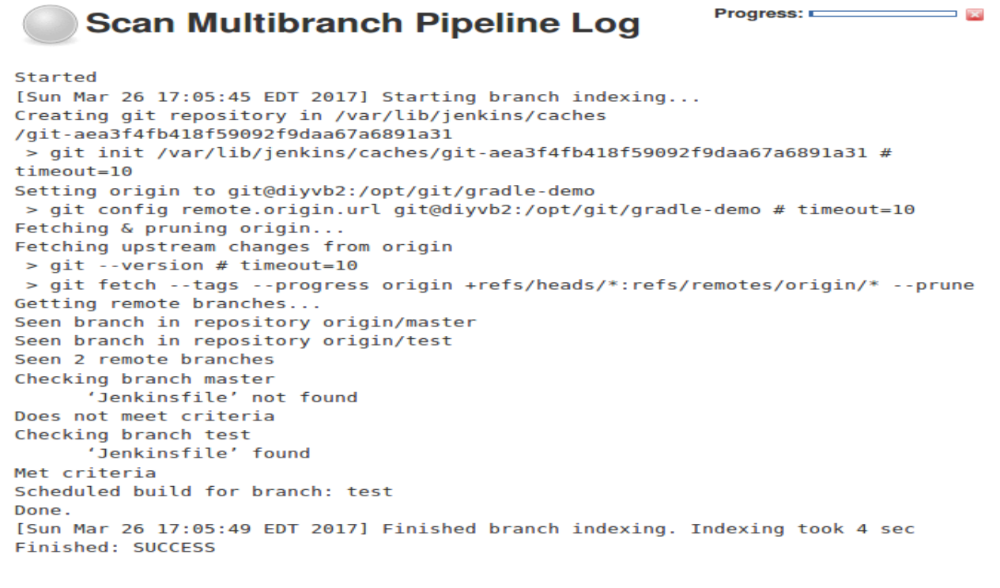 Scan Multibranch Pipeline Log
Progress:
Started
[Sun Mar 26 17:05:45 EDT 2017] Starting branch indexing...
Creating git repository in /var/lib/jenkins/caches
/git-aea3f4fb418f59092f9daa67a6891a31
 > git init /var/lib/jenkins/caches/git-aea3f4fb418f59092f9daa67a6891a31 #
timeout=10
Setting origin to git@diyvb2:/opt/git/gradle-demo
 > git config remote.origin.url git@diyvb2:/opt/git/gradle-demo # timeout=10
Fetching & pruning origin...
Fetching upstream changes from origin
 > git --version # timeout=10
 > git fetch --tags --progress origin +refs/heads/*:refs/remotes/origin/* --prune
Getting remote branches...
Seen branch in repository origin/master
Seen branch in repository origin/test
Seen 2 remote branches
Checking branch master
      ‘Jenkinsfile’ not found
Does not meet criteria
Checking branch test
      ‘Jenkinsfile’ found
Met criteria
Scheduled build for branch: test
Done.
[Sun Mar 26 17:05:49 EDT 2017] Finished branch indexing. Indexing took 4 sec
Finished: SUCCESS